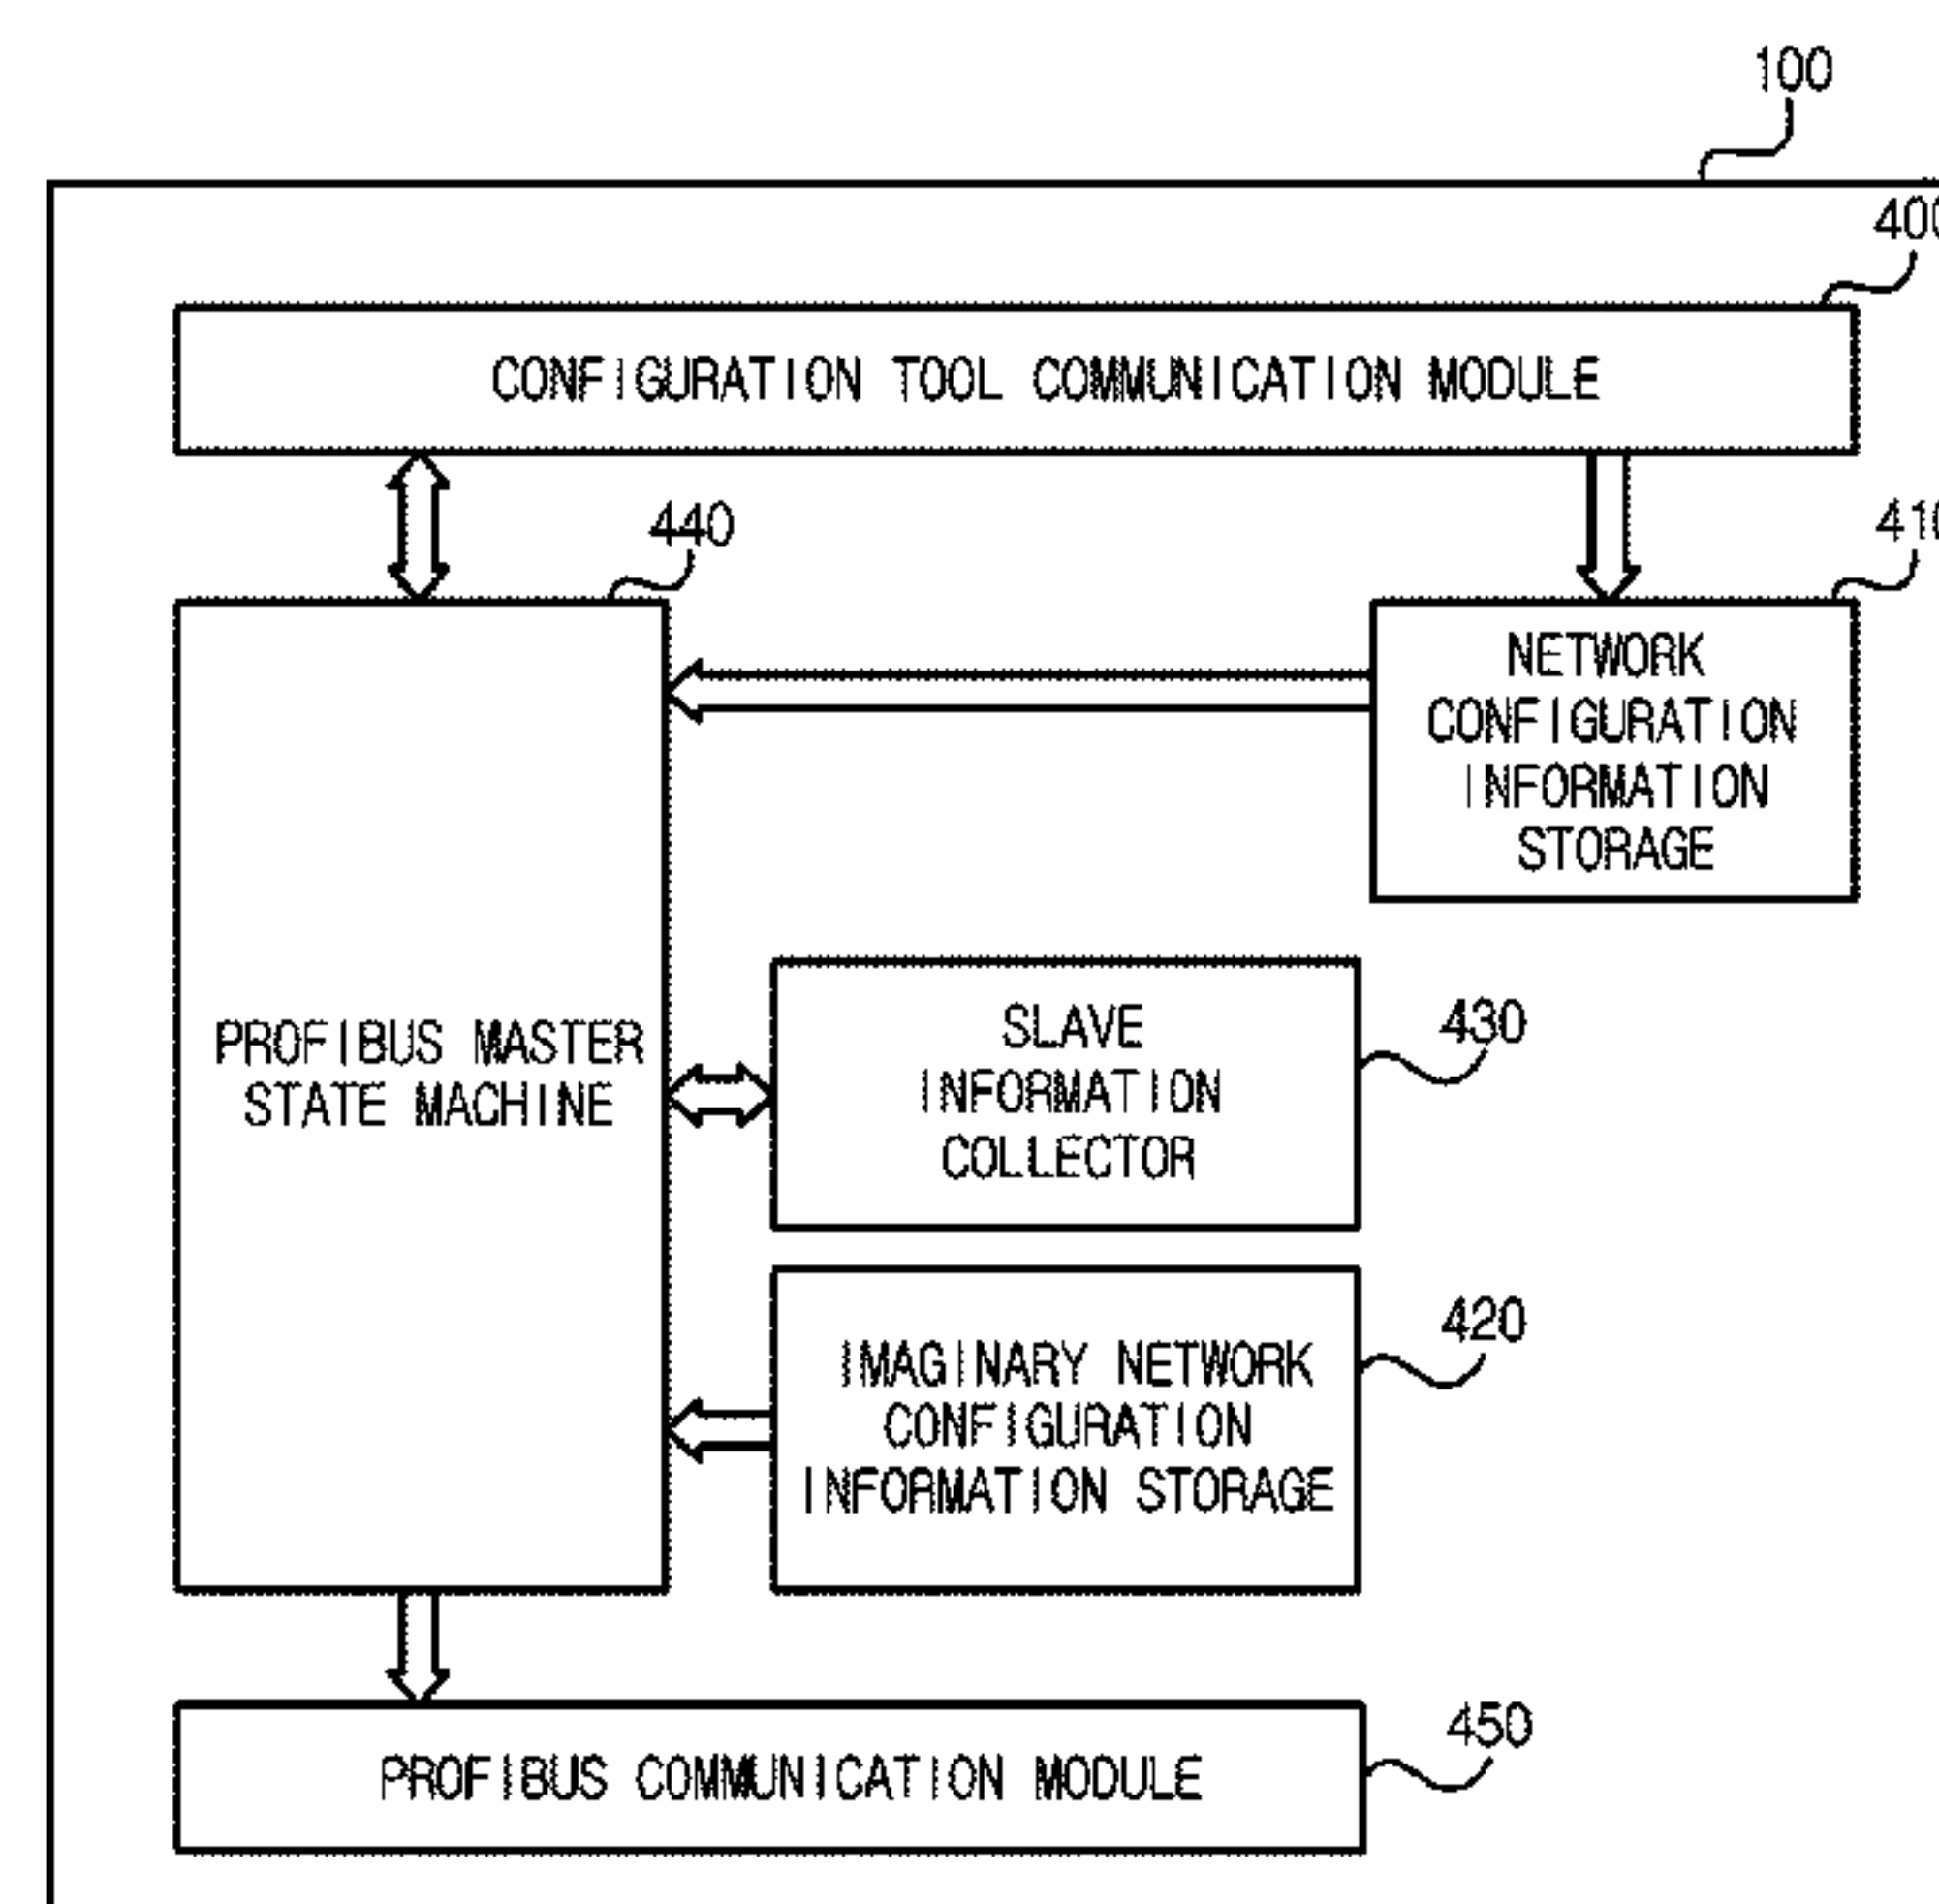 100
400
CONFIGURATION TOOL COMMUNICATION MODULE
440
410
NETWORK
CONFIGURATION
INFORMATION
STORAGE
PROFIBUS MASTER
STATE MACHINE
SLAVE
INFORMATION
COLLECTOR
430
IMAGINARY NETWORK
CONFIGURATION
INFORMATION STORAGE
420
PROFIBUS COMMUNICATION MODULE
450